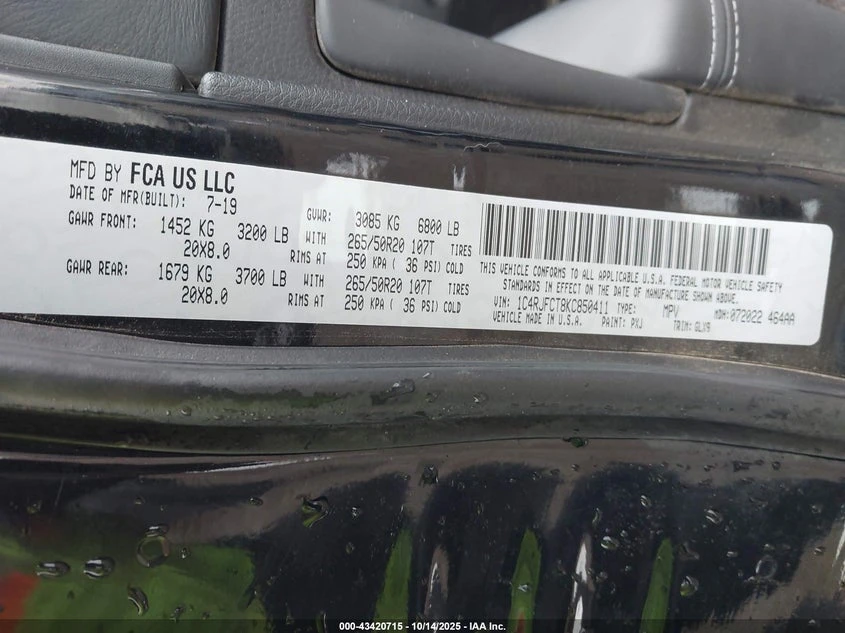 MFD BY FCA US LLC
DATE OF MFR(BUILT): 7-19
GVWR: 3085 KG 6800 LB
GAWR FRONT: 1452 KG 3200 LB WITH 265/50R20 107T TIRES
20X8.0 RIMS AT 250 KPA ( 36 PSI) COLD
GAWR REAR: 1679 KG 3700 LB WITH 265/50R20 107T TIRES
20X8.0 RIMS AT 250 KPA ( 36 PSI) COLD
THIS VEHICLE CONFORMS TO ALL APPLICABLE U.S.A. FEDERAL MOTOR VEHICLE SAFETY
STANDARDS IN EFFECT ON THE DATE OF MANUFACTURE SHOWN ABOVE.
VIN: 1C4RJFCT8KC850411 TYPE: MPV MDH: 072022 464AA
VEHICLE MADE IN U.S.A. PAINT: PXJ TRIM: GLX9
000-43420715 - 10/14/2025 - IAA Inc.